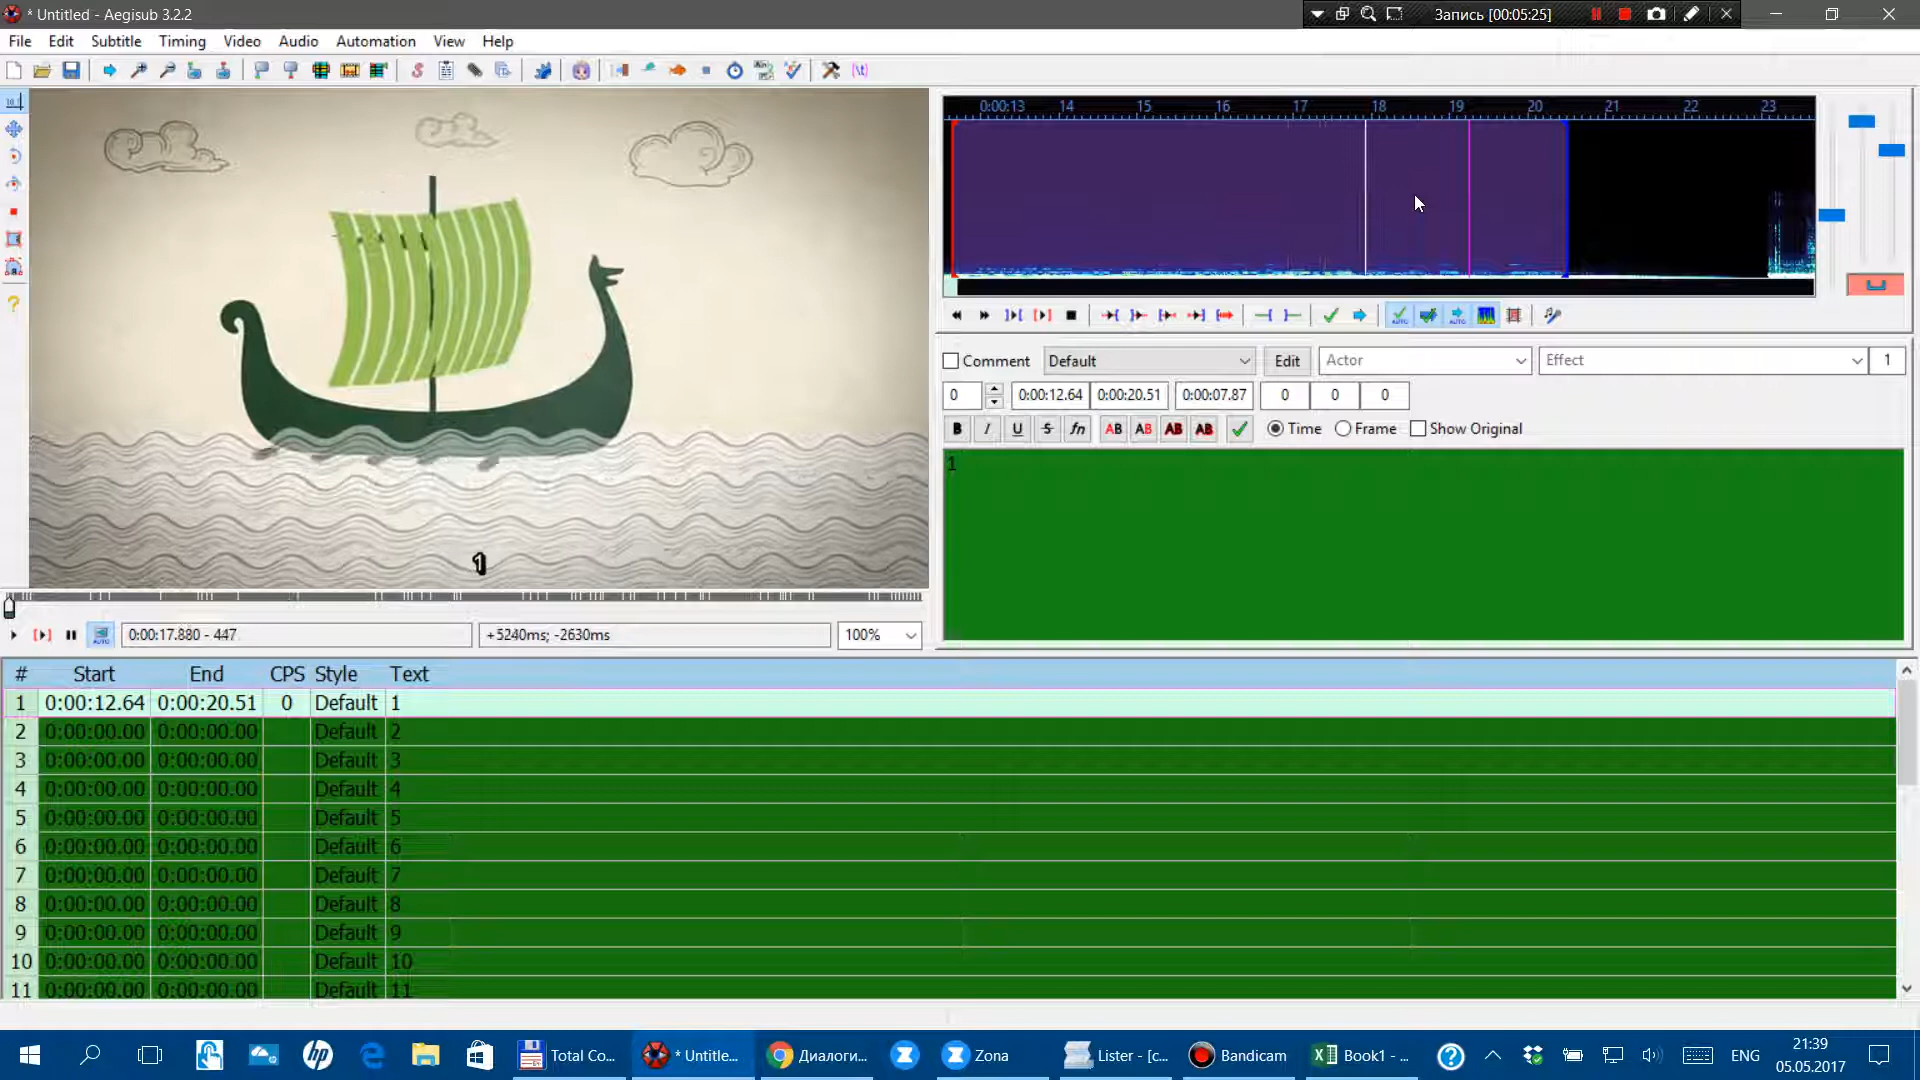 * Untitled - Aegisub 3.2.2
Запись [00:05:25]
File Edit Subtitle Timing Video Audio Automation View Help
0:00:13 14 15 16 17 18 19 20 21 22 23
Comment Default Edit Actor Effect 1
0 0:00:12.64 0:00:20.51 0:00:07.87 0 0 0
B I U S fn AB AB AB AB Time Frame Show Original
1
1
0:00:17.880 - 447 +5240ms; -2630ms 100%
# Start End CPS Style Text
1 0:00:12.64 0:00:20.51 0 Default 1
2 0:00:00.00 0:00:00.00 Default 2
3 0:00:00.00 0:00:00.00 Default 3
4 0:00:00.00 0:00:00.00 Default 4
5 0:00:00.00 0:00:00.00 Default 5
6 0:00:00.00 0:00:00.00 Default 6
7 0:00:00.00 0:00:00.00 Default 7
8 0:00:00.00 0:00:00.00 Default 8
9 0:00:00.00 0:00:00.00 Default 9
10 0:00:00.00 0:00:00.00 Default 10
11 0:00:00.00 0:00:00.00 Default 11
Total Co... * Untitle... Диалоги... Zona Lister - [c... Bandicam Book1 - ... ENG 21:39
05.05.2017